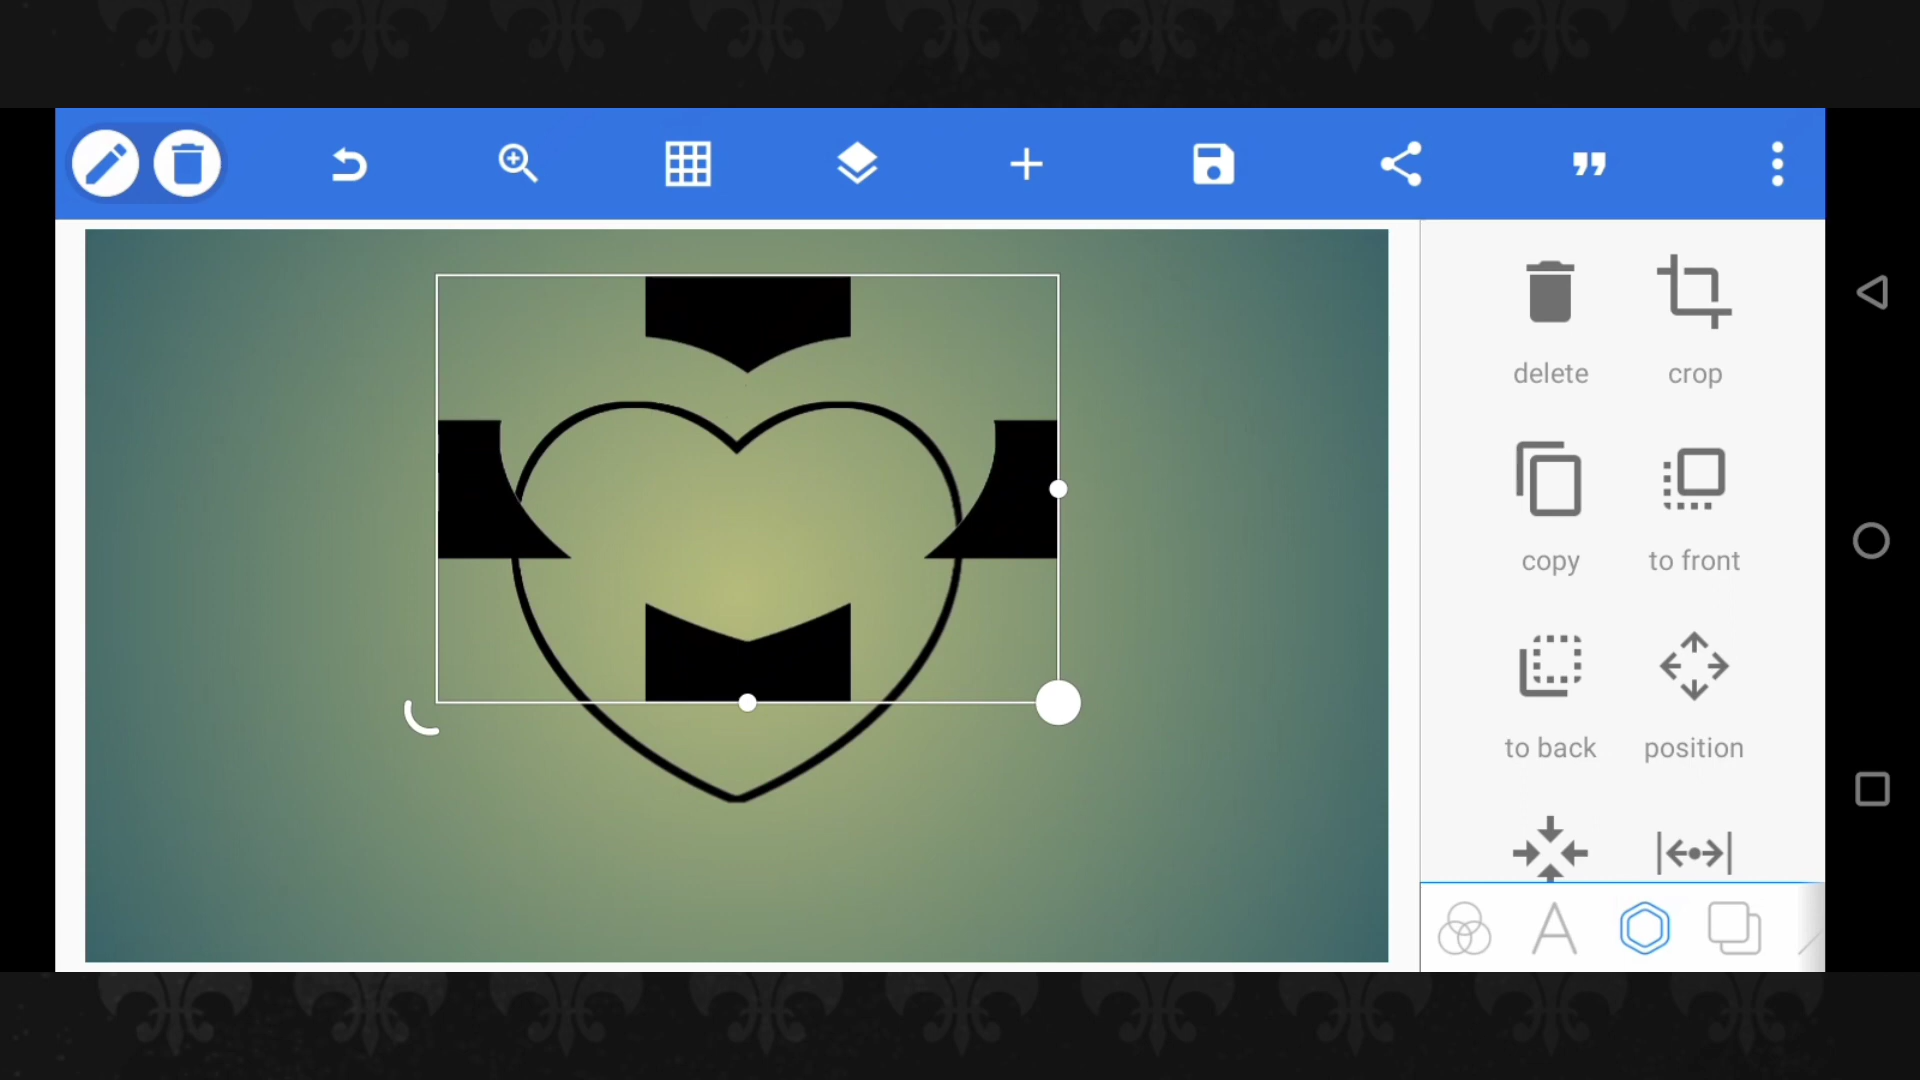 delete
crop
copy
to front
to back
position